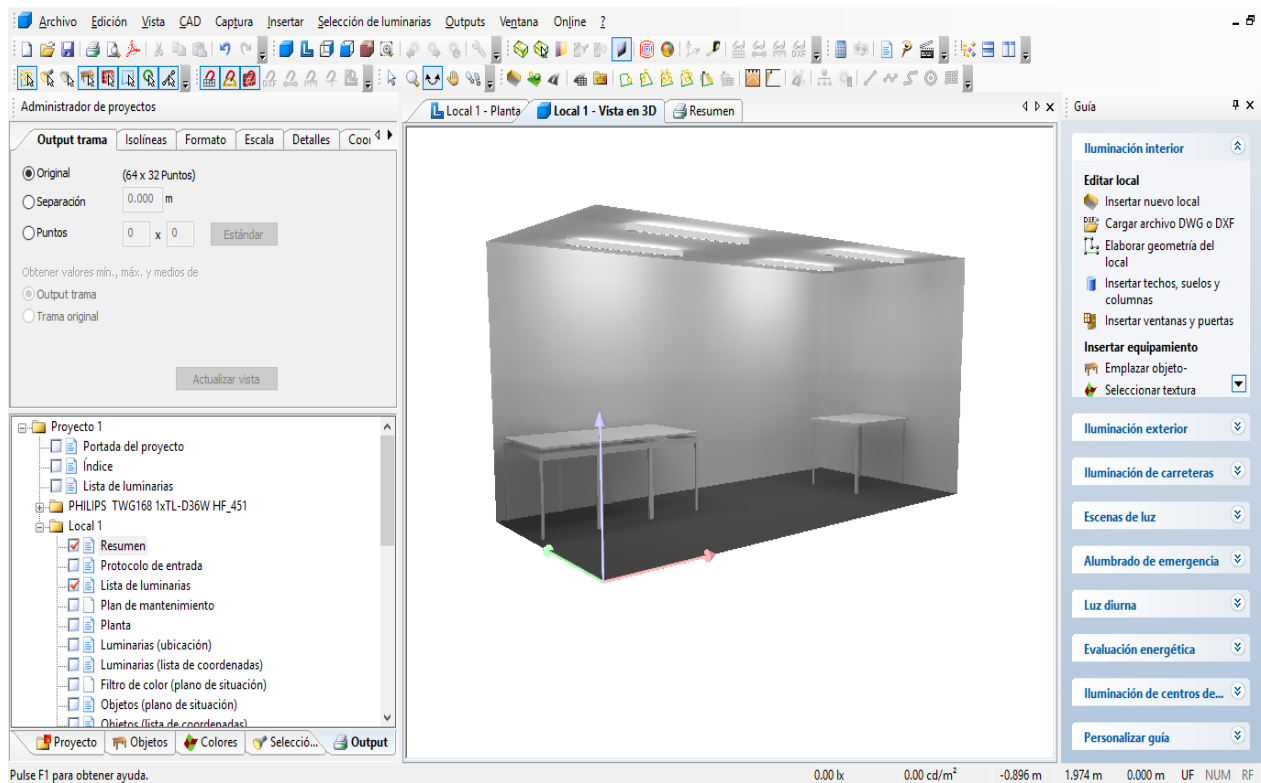 Archivo Edición Vista CAD Captura Insertar Selección de luminarias Outputs Ventana Online ?
Administrador de proyectos
Output trama Isolíneas Formato Escala Detalles
Original (64 x 32 Puntos)
Separación 0.000 m
Puntos 0 x 0 Estándar
Obtener valores mín., máx. y medios de
Output trama
Trama original
Actualizar vista
Proyecto 1
Portada del proyecto
Índice
Lista de luminarias
PHILIPS TWG168 1xTL-D36W HF_451
Local 1
Resumen
Protocolo de entrada
Lista de luminarias
Plan de mantenimiento
Planta
Luminarias (ubicación)
Luminarias (lista de coordenadas)
Filtro de color (plano de situación)
Objetos (plano de situación)
Objetos (lista de coordenadas)
Proyecto Objetos Colores Selecció... Output
Local 1 - Planta Local 1 - Vista en 3D Resumen
Guía
Iluminación interior
Editar local
Insertar nuevo local
Cargar archivo DWG o DXF
Elaborar geometría del
local
Insertar techos, suelos y
columnas
Insertar ventanas y puertas
Insertar equipamiento
Emplazar objeto-
Seleccionar textura
Iluminación exterior
Iluminación de carreteras
Escenas de luz
Alumbrado de emergencia
Luz diurna
Evaluación energética
Iluminación de centros de...
Personalizar guía
Pulse F1 para obtener ayuda. 0.00 lx 0.00 cd/m² -0.896 m 1.974 m 0.000 m UF NUM RF